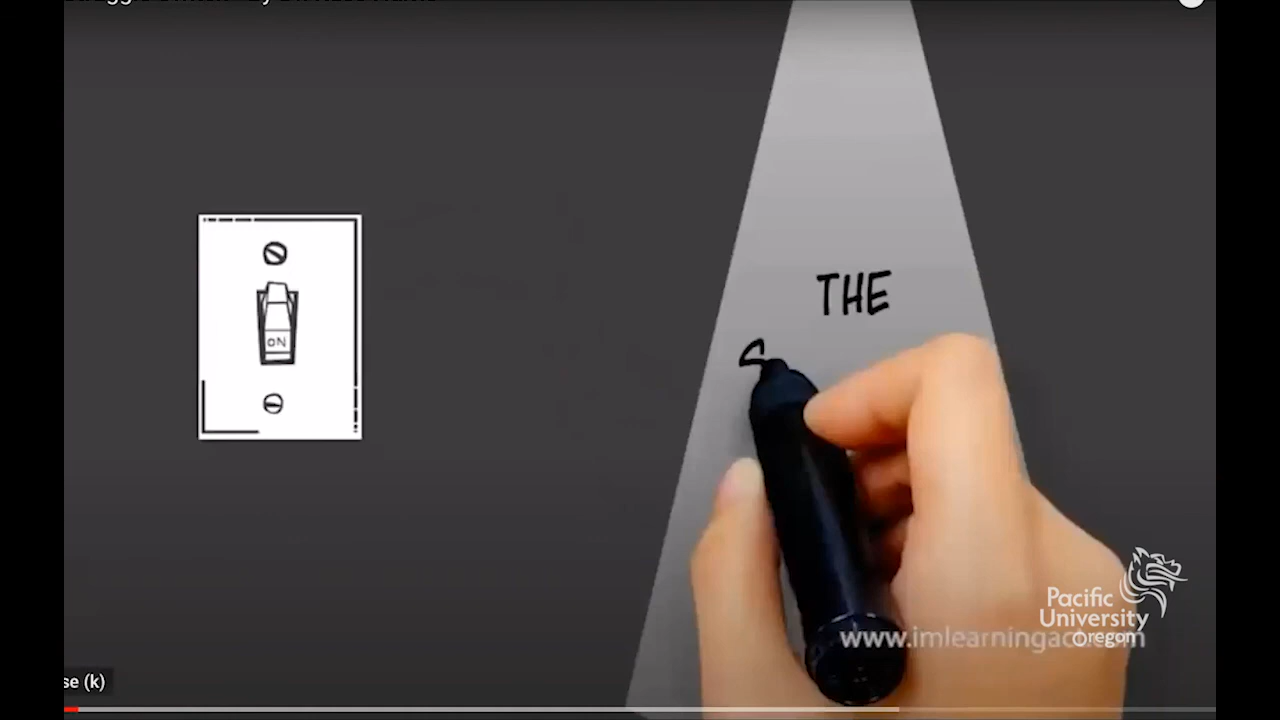 ON
THE
S
Pacific
University
Oregon
www.imlearningac
se (k)